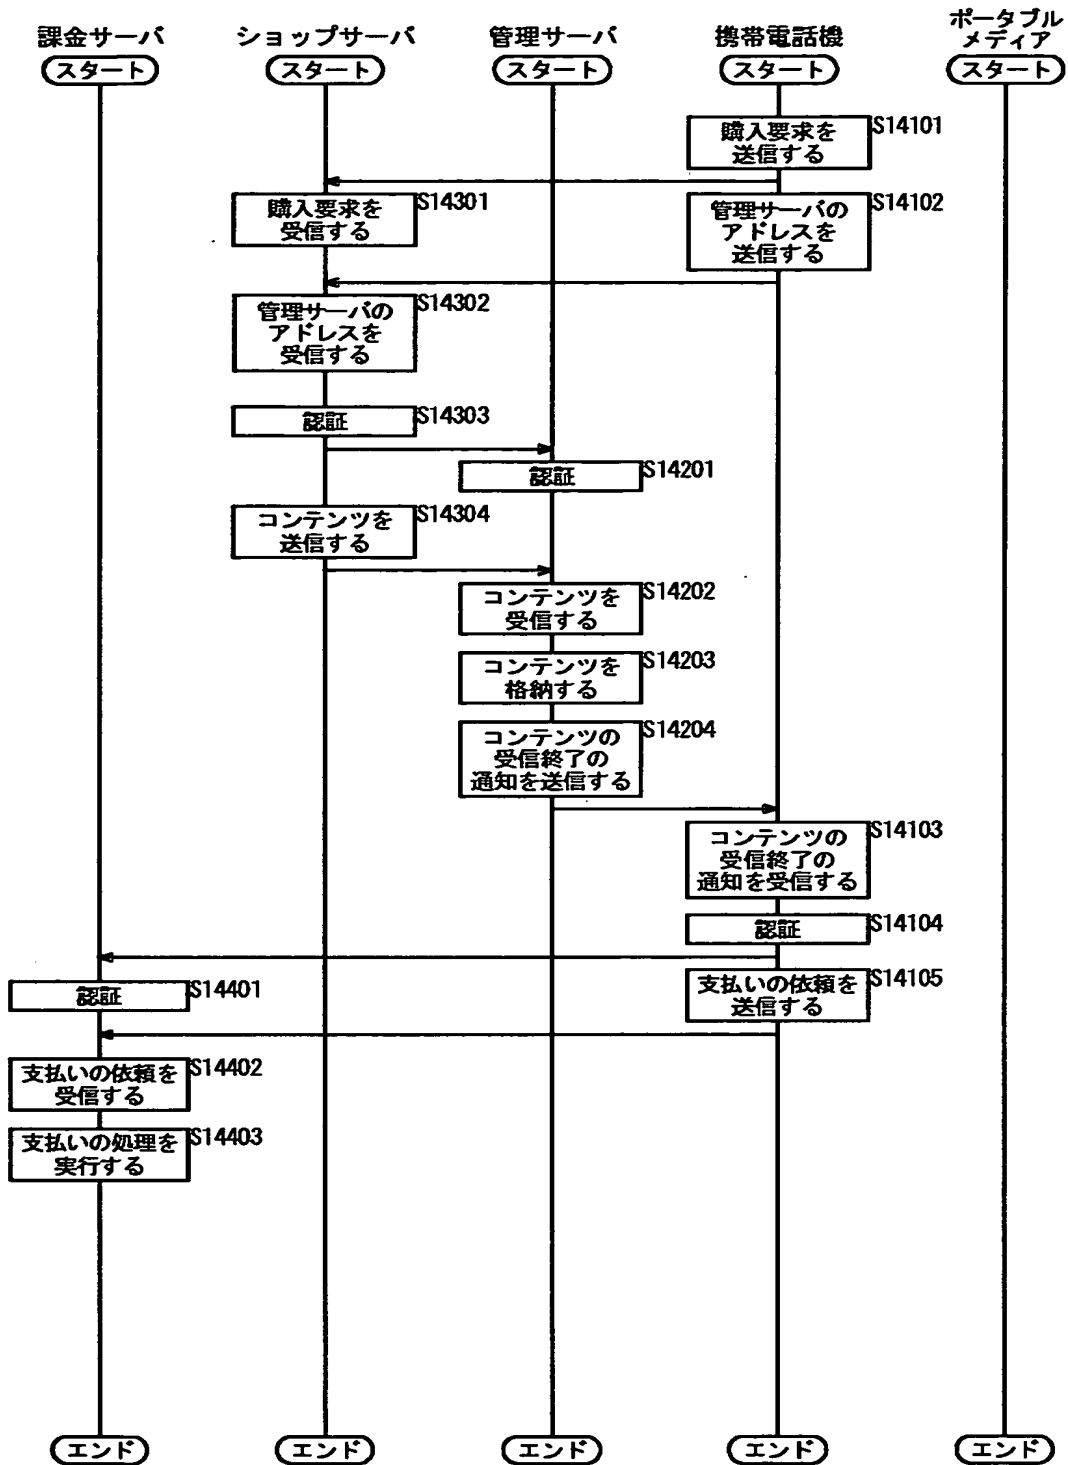 課金サーバ
ショップサーバ
管理サーバ
携帯電話機
ポータブル
メディア
スタート
スタート
スタート
スタート
スタート
購入要求を
送信する
S14101
購入要求を
受信する
S14301
管理サーバの
アドレスを
送信する
S14102
管理サーバの
アドレスを
受信する
S14302
認証
S14303
認証
S14201
コンテンツを
送信する
S14304
コンテンツを
受信する
S14202
コンテンツを
格納する
S14203
コンテンツの
受信終了の
通知を送信する
S14204
コンテンツの
受信終了の
通知を受信する
S14103
認証
S14104
認証
S14401
支払いの依頼を
送信する
S14105
支払いの依頼を
受信する
S14402
支払いの処理を
実行する
S14403
エンド
エンド
エンド
エンド
エンド